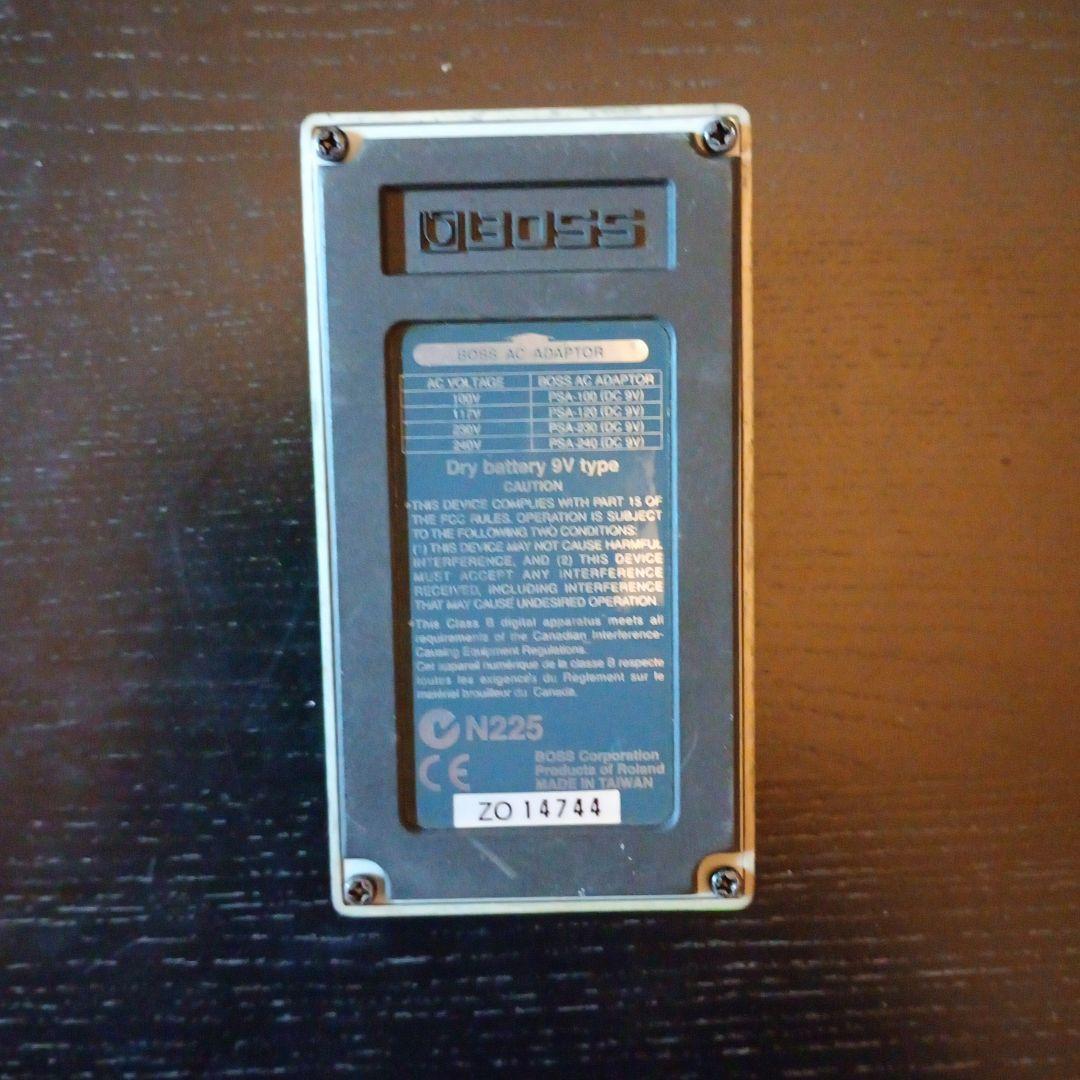 BOSS
BOSS AC ADAPTOR
AC VOLTAGE BOSS AC ADAPTOR
100V PSA-100 (DC 9V)
117V PSA-120 (DC 9V)
230V PSA-230 (DC 9V)
240V PSA-240 (DC 9V)
Dry battery 9V type
CAUTION
•THIS DEVICE COMPLIES WITH PART 15 OF
THE FCC RULES. OPERATION IS SUBJECT
TO THE FOLLOWING TWO CONDITIONS:
(1) THIS DEVICE MAY NOT CAUSE HARMFUL
INTERFERENCE, AND (2) THIS DEVICE
MUST ACCEPT ANY INTERFERENCE
RECEIVED, INCLUDING INTERFERENCE
THAT MAY CAUSE UNDESIRED OPERATION.
•This Class B digital apparatus meets all
requirements of the Canadian Interference-
Causing Equipment Regulations.
Cet appareil numérique de la classe B respecte
toutes les exigences du Règlement sur le
matériel brouilleur du Canada.
N225
CE
BOSS Corporation
Products of Roland
MADE IN TAIWAN
ZO 14744